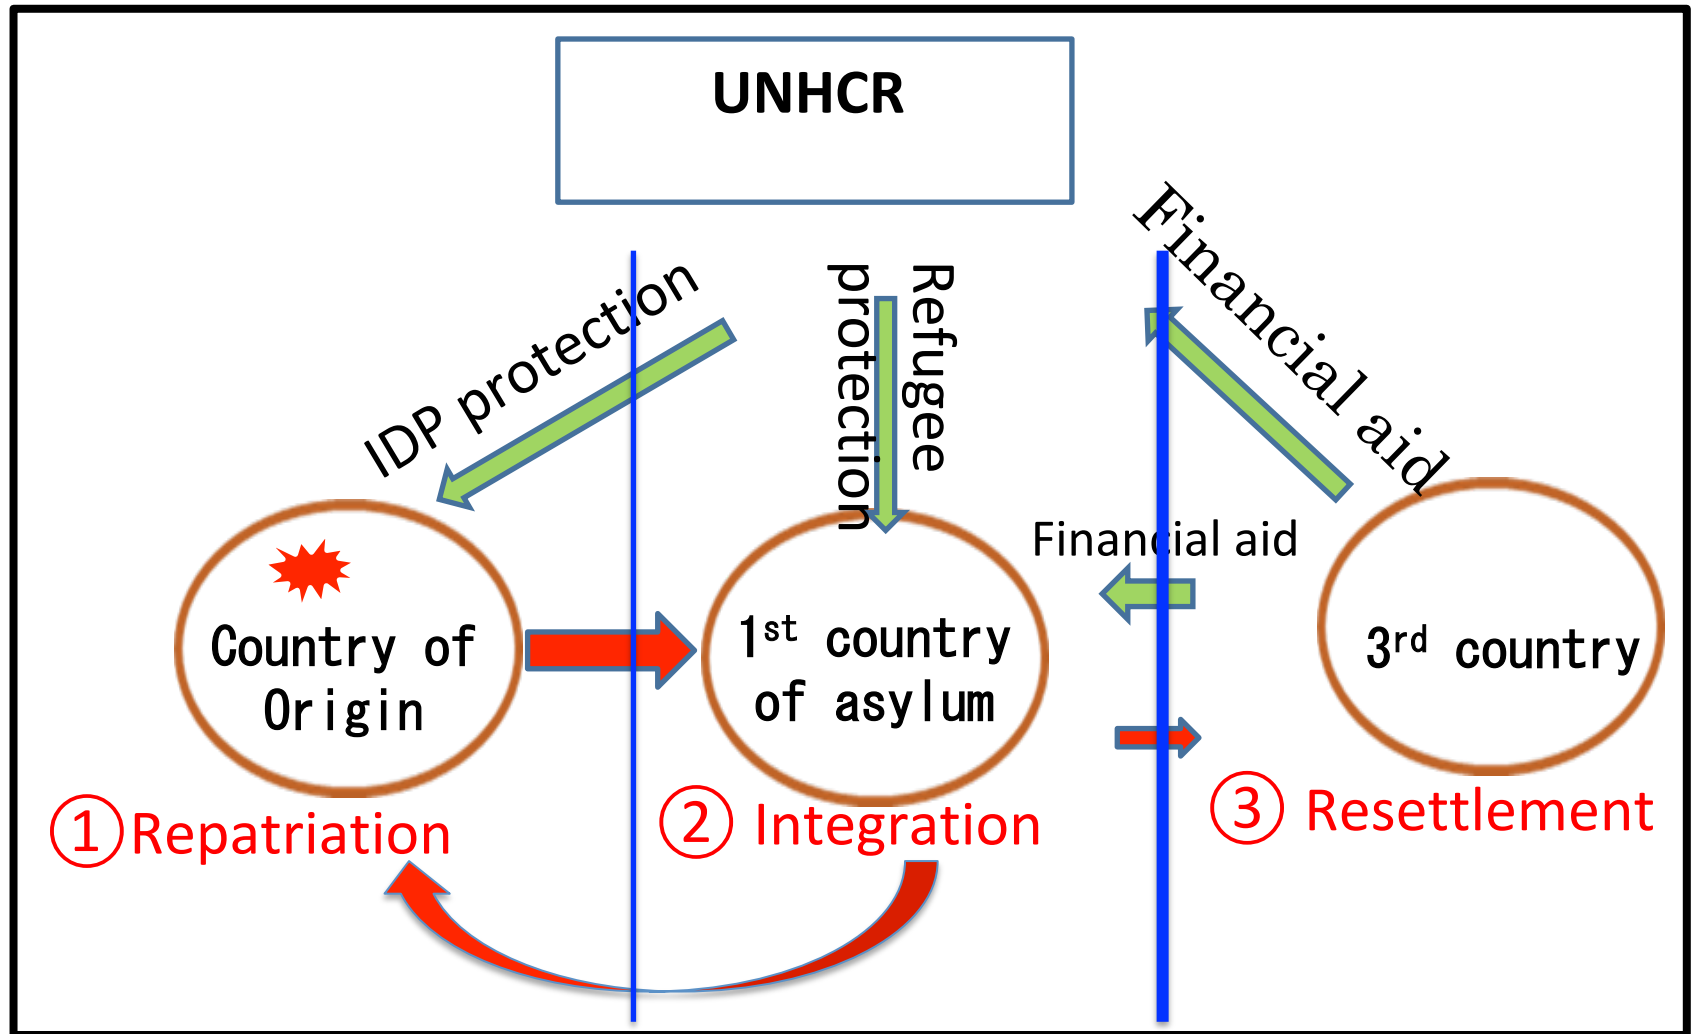 UNHCR
IDP protection
Refugee
protection
Financial aid
Financial aid
Country of
Origin
1st country
of asylum
3rd country
① Repatriation
② Integration
③ Resettlement